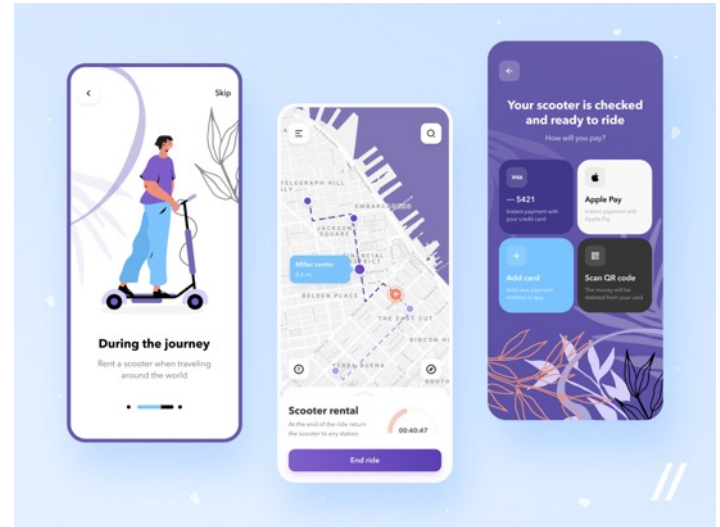 Skip
During the journey
Rent a scooter when traveling
around the world
TELEGRAPH HILL
EMBARCADERO
JACKSON
SQUARE
FINANCIAL
DISTRICT
Miller center
BELDEN PLACE
THE EAST CUT
RINCON HI
YERBA BUENA
SOUTH
Scooter rental
At the end of the ride return
the scooter to any station
00:40:47
End ride
Your scooter is checked
and ready to ride
How will you pay?
VISA
— 5421
Instant payment with
your credit card
Apple Pay
Instant payment with
Apple Pay
Add card
Add new payment
method in app
Scan QR code
The money will be
debited from your card